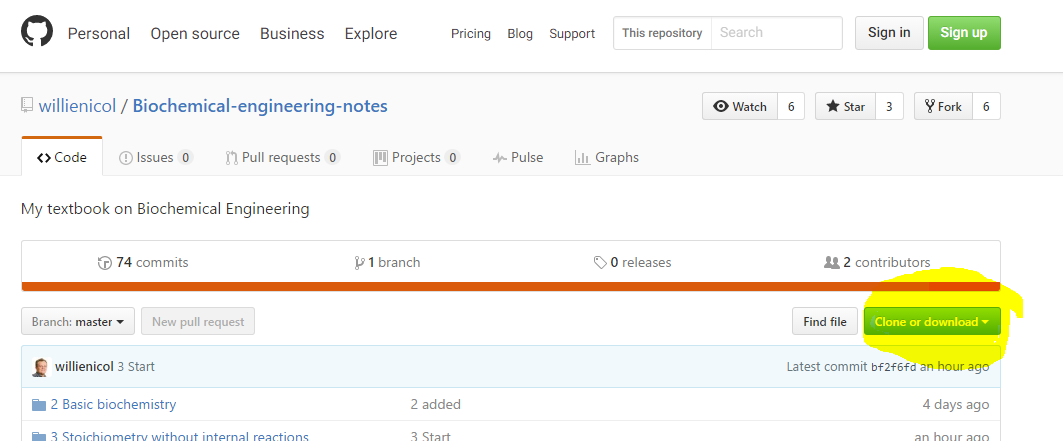 Personal Open source Business Explore Pricing Blog Support This repository Search Sign in Sign up
willienicol / Biochemical-engineering-notes Watch 6 Star 3 Fork 6
Code Issues 0 Pull requests 0 Projects 0 Pulse Graphs
My textbook on Biochemical Engineering
74 commits 1 branch 0 releases 2 contributors
Branch: master New pull request Find file Clone or download
willienicol 3 Start Latest commit bf2f6fd an hour ago
2 Basic biochemistry 2 added 4 days ago
3 Stoichiometry without internal reactions 3 Start an hour ago